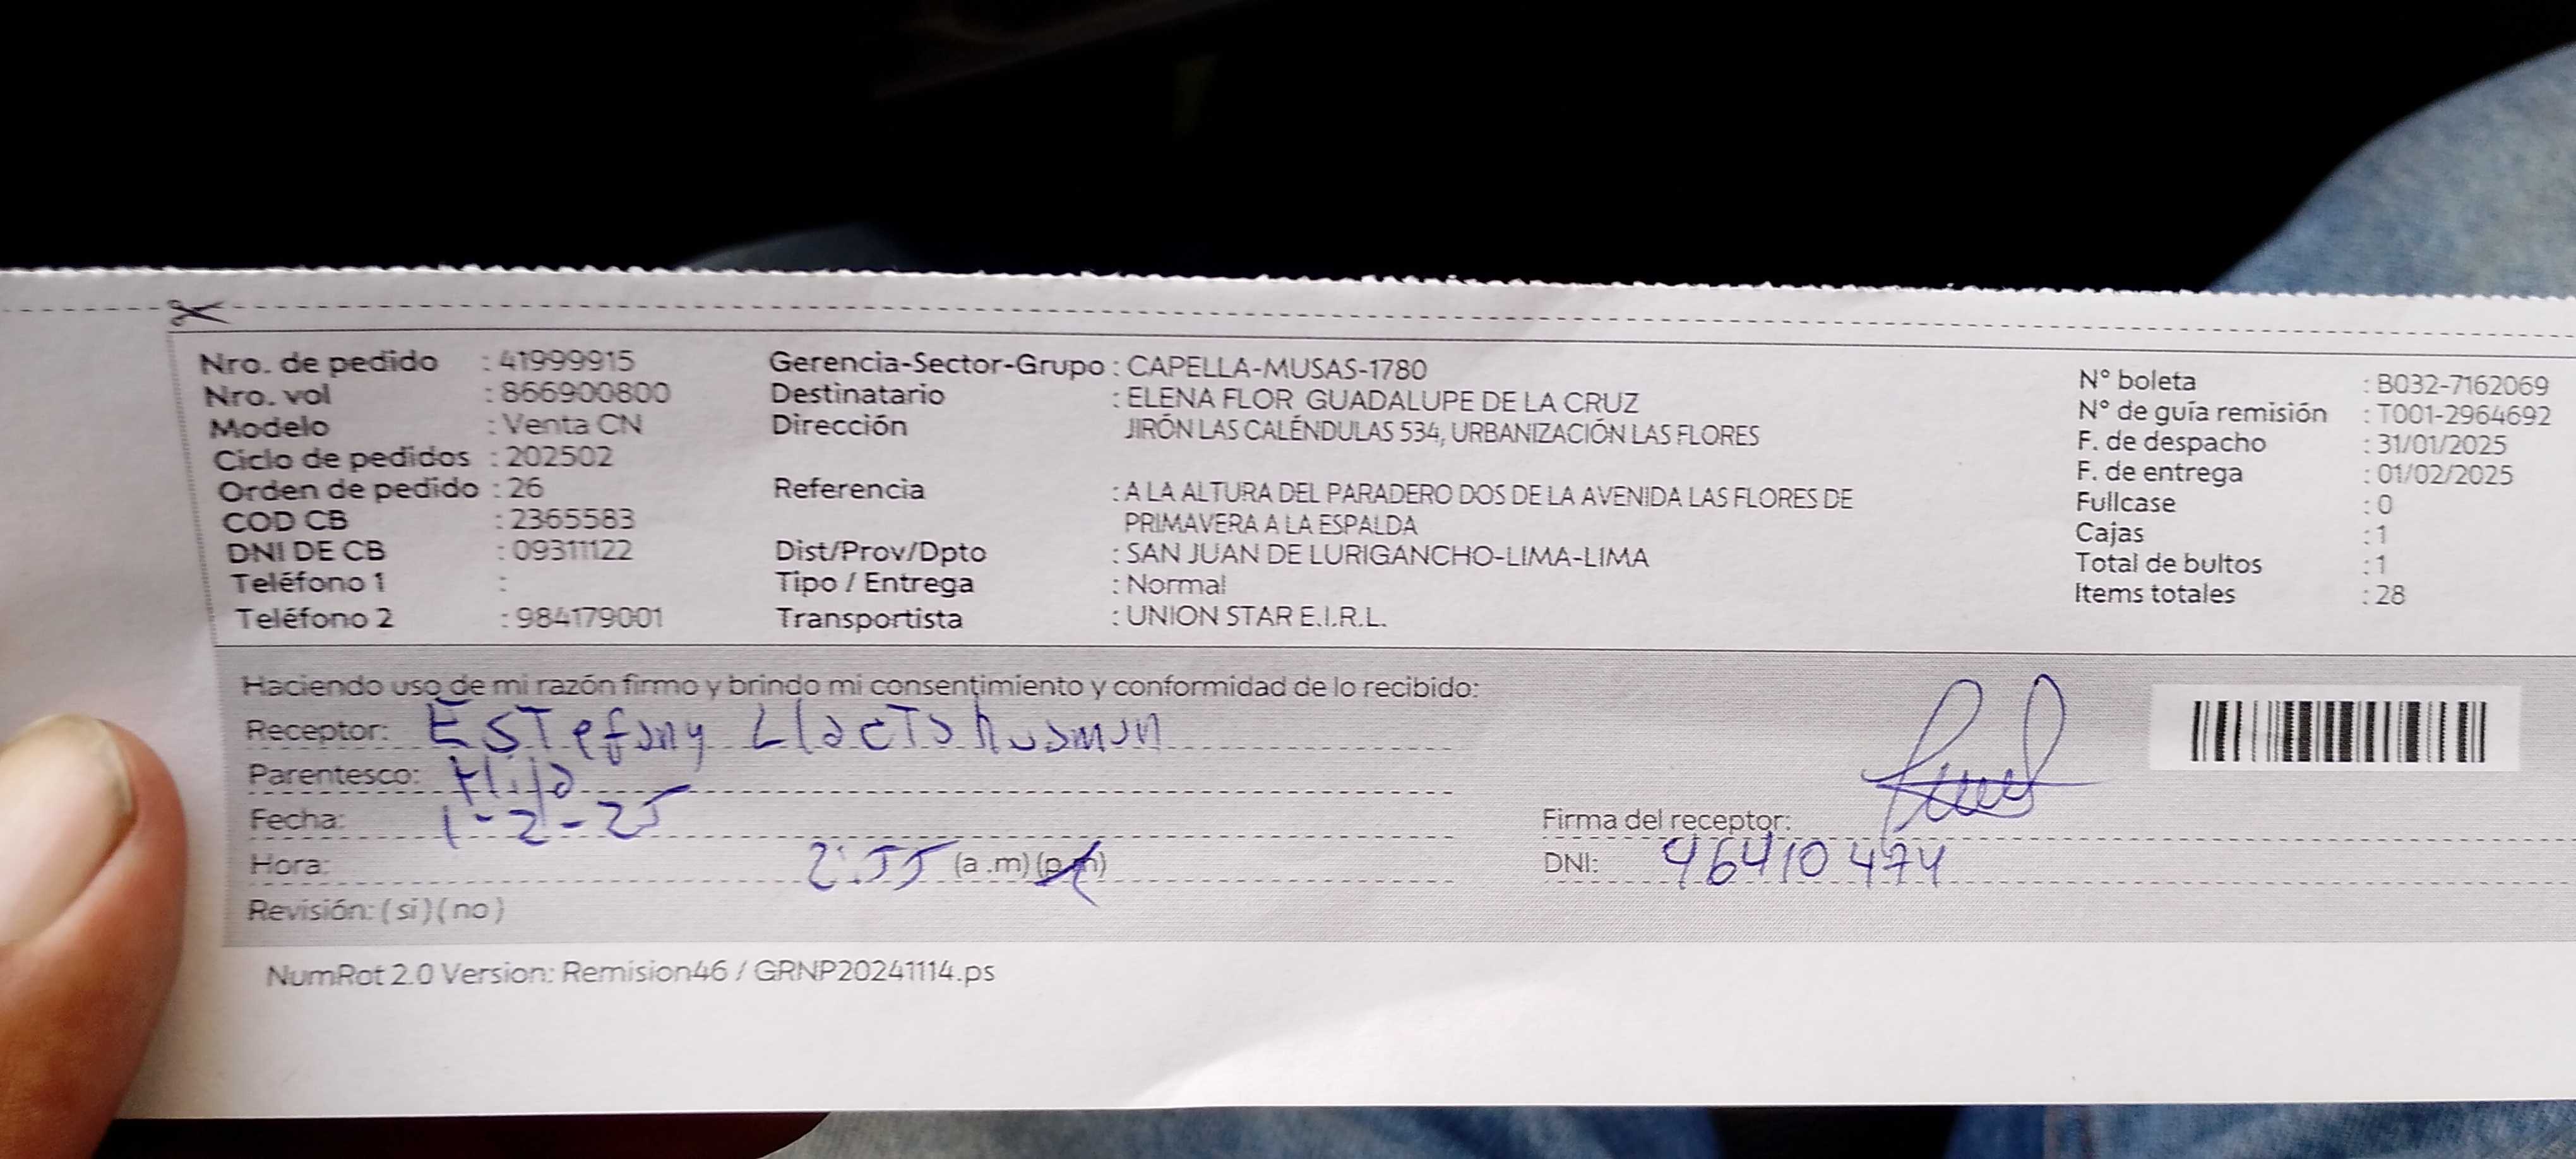 Nro. de pedido : 41999915
Nro. vol : 866900800
Modelo : Venta CN
Ciclo de pedidos : 202502
Orden de pedido : 26
COD CB : 2365583
DNI DE CB : 09311122
Teléfono 1 :
Teléfono 2 : 984179001
Gerencia-Sector-Grupo : CAPELLA-MUSAS-1780
Destinatario : ELENA FLOR GUADALUPE DE LA CRUZ
Dirección JIRÓN LAS CALÉNDULAS 534, URBANIZACIÓN LAS FLORES
Referencia : A LA ALTURA DEL PARADERO DOS DE LA AVENIDA LAS FLORES DE
PRIMAVERA A LA ESPALDA
Dist/Prov/Dpto : SAN JUAN DE LURIGANCHO-LIMA-LIMA
Tipo / Entrega : Normal
Transportista : UNION STAR E.I.R.L.
N° boleta : B032-7162069
N° de guía remisión : T001-2964692
F. de despacho : 31/01/2025
F. de entrega : 01/02/2025
Fullcase : 0
Cajas : 1
Total de bultos : 1
Items totales : 28
Haciendo uso de mi razón firmo y brindo mi consentimiento y conformidad de lo recibido:
Receptor: Estefany Llactahuaman
Parentesco: Hija
Fecha: 1-2-25
Hora: 2:55 (a .m) (p.m)
Revisión: ( si ) ( no )
Firma del receptor:
DNI: 46410474
NumRot 2.0 Version: Remision46 / GRNP20241114.ps